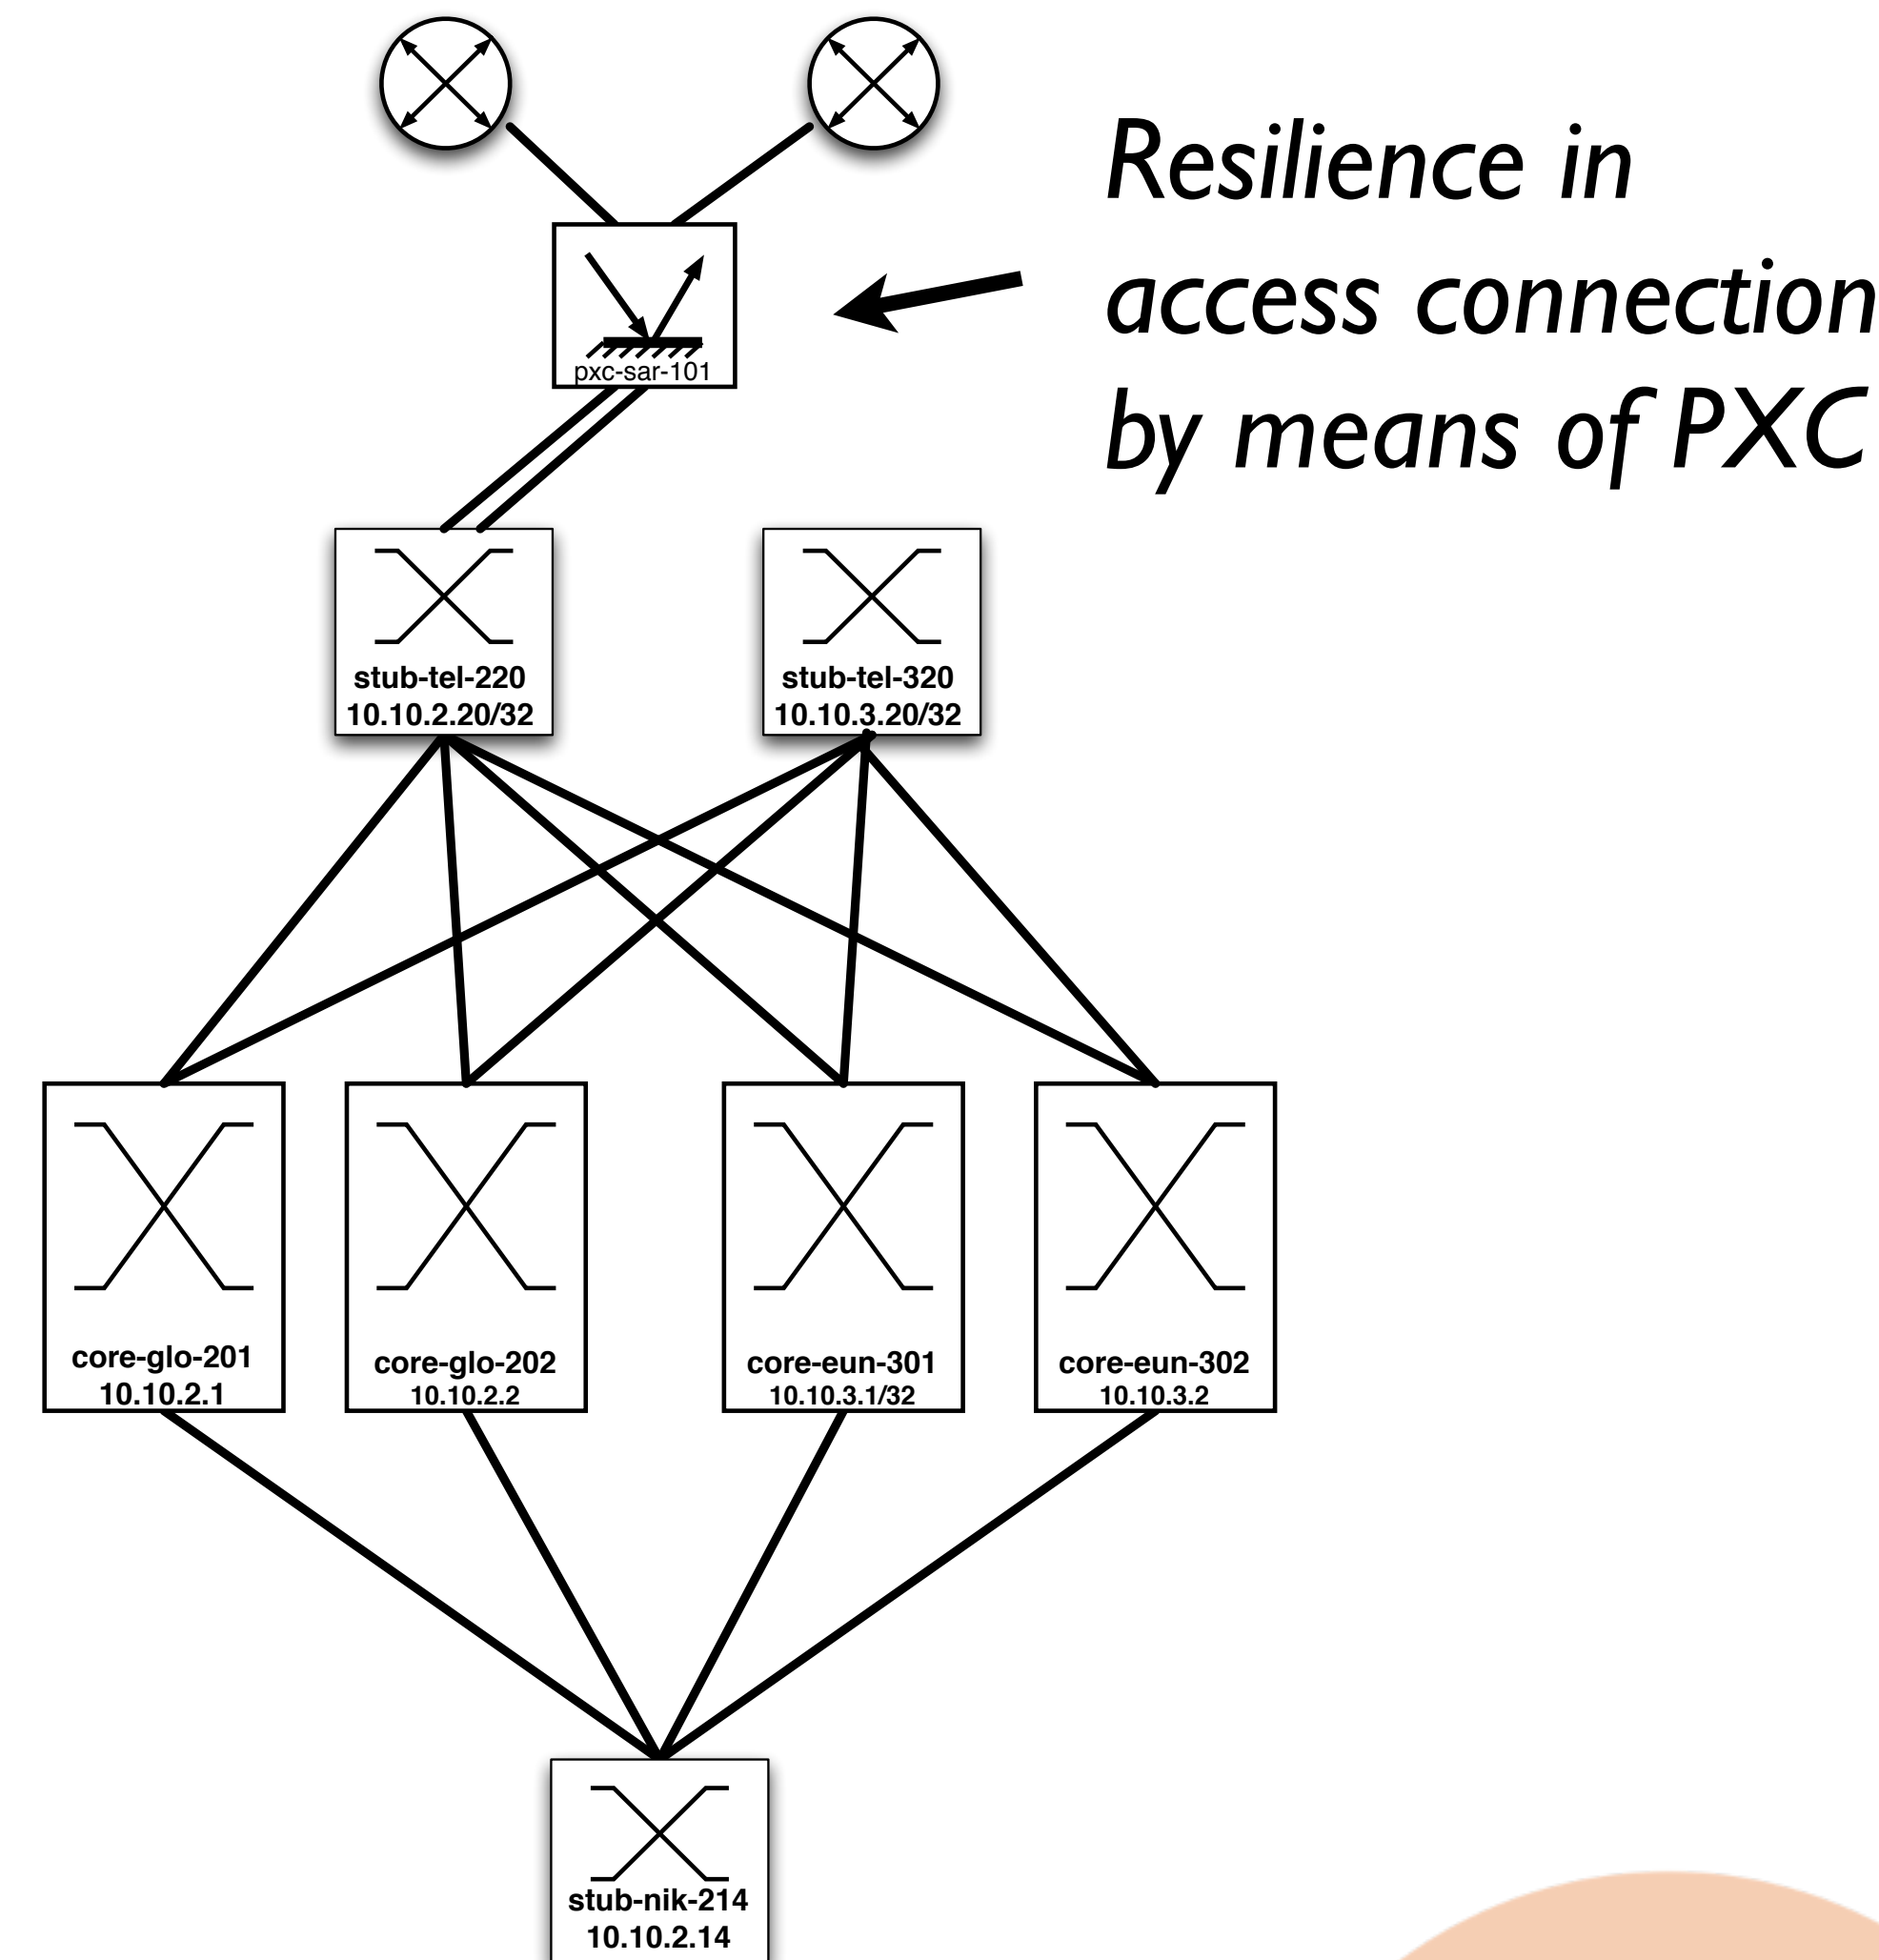 Resilience in
access connection
by means of PXC
pxc-sar-101
stub-tel-220
10.10.2.20/32
stub-tel-320
10.10.3.20/32
core-glo-201
10.10.2.1
core-glo-202
10.10.2.2
core-eun-301
10.10.3.1/32
core-eun-302
10.10.3.2
stub-nik-214
10.10.2.14